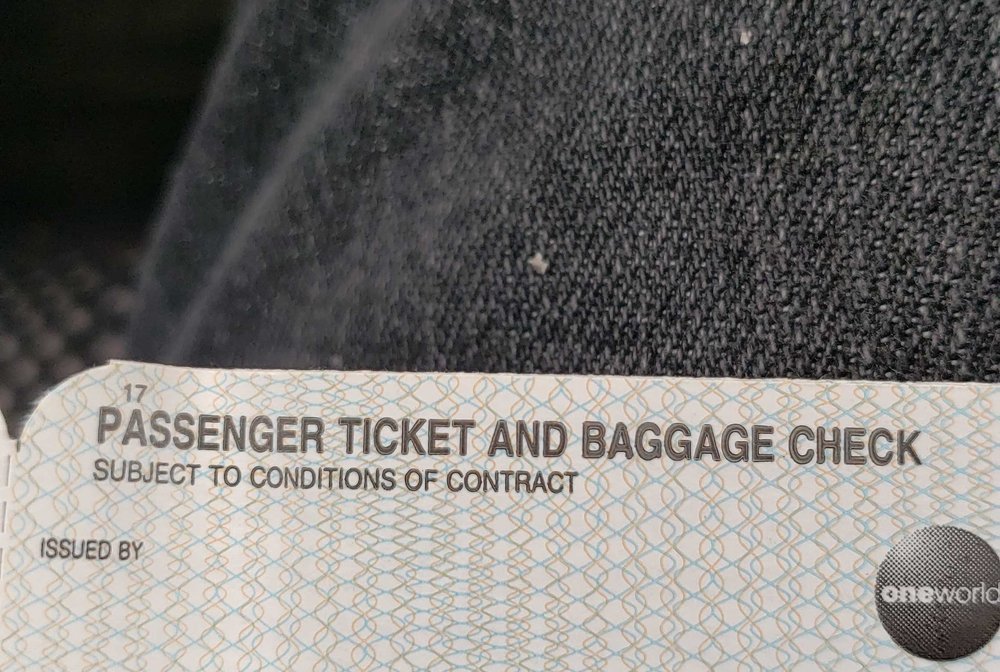 17
PASSENGER TICKET AND BAGGAGE CHECK
SUBJECT TO CONDITIONS OF CONTRACT
ISSUED BY
oneworld